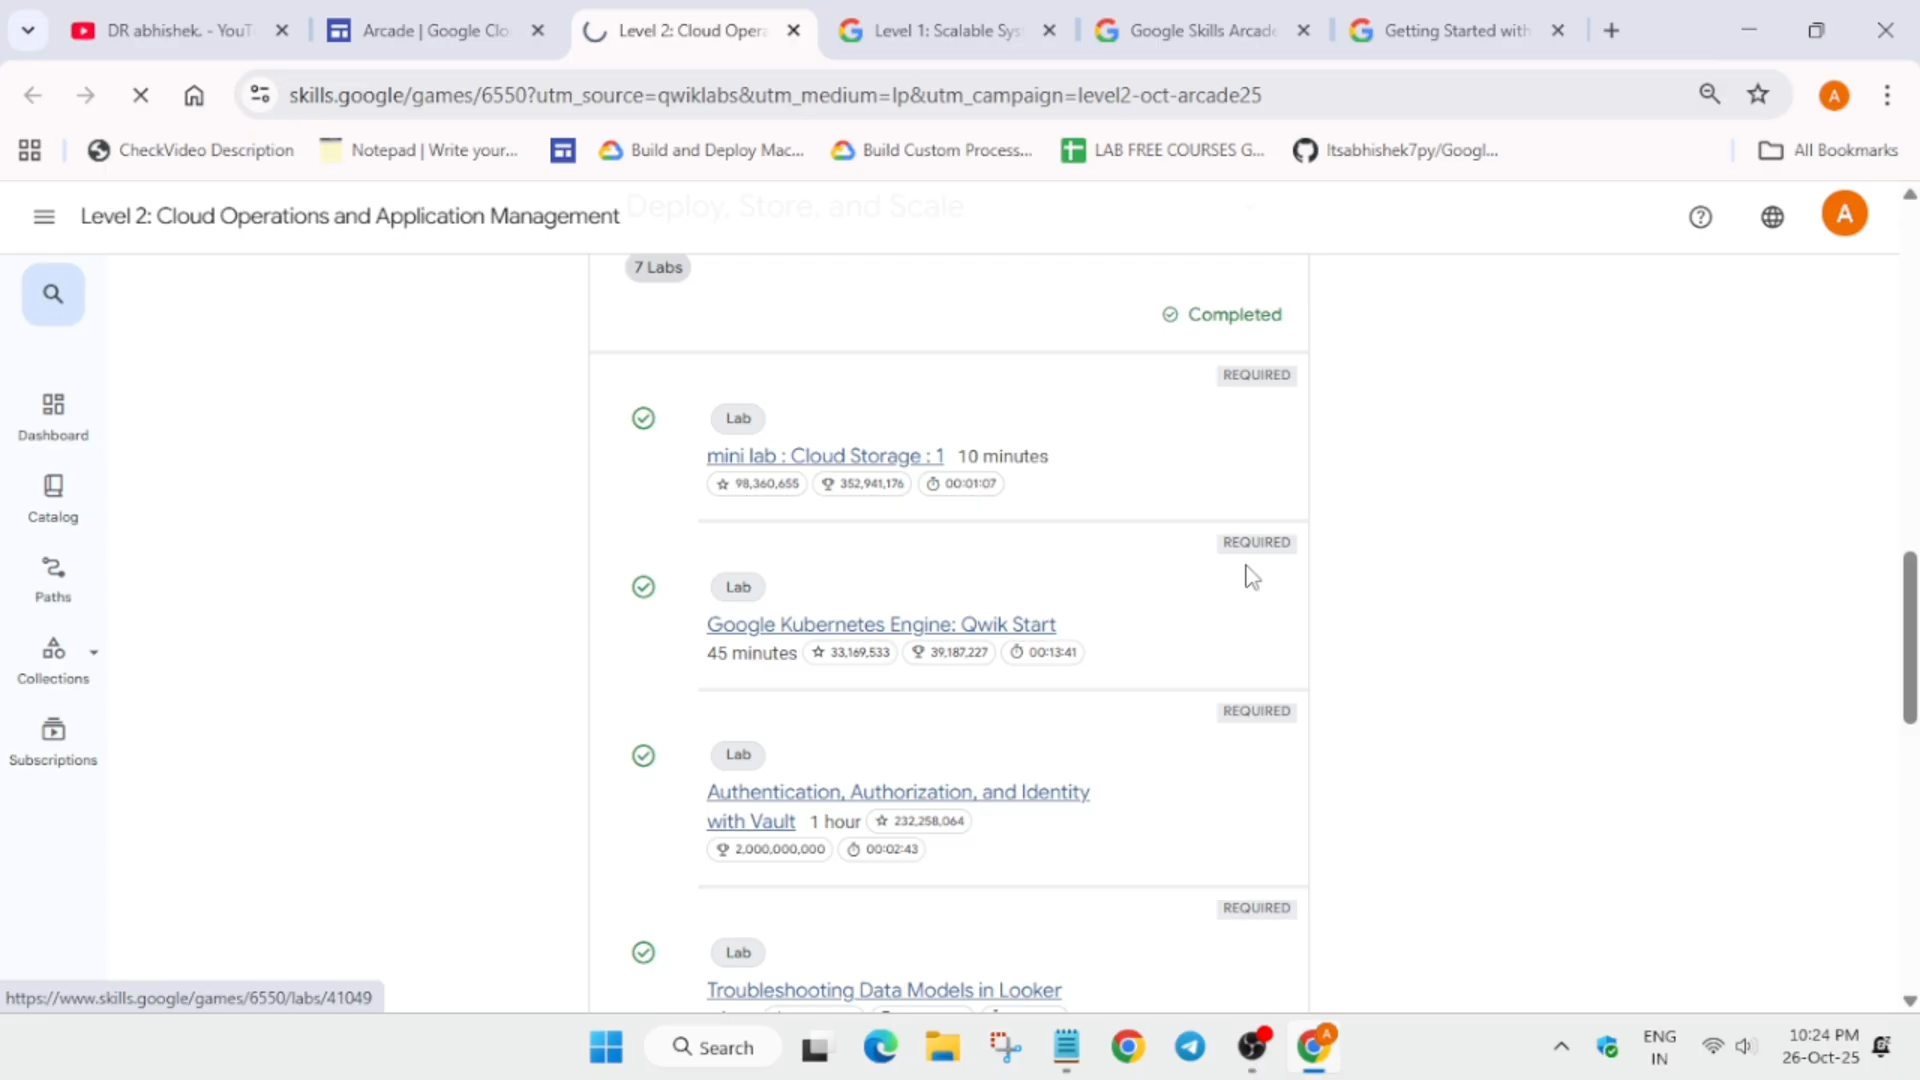 DR abhishek. - YouT
Arcade | Google Clo
Level 2: Cloud Opera
Level 1: Scalable Sys
Google Skills Arcade
Getting Started with
skills.google/games/6550?utm_source=qwiklabs&utm_medium=lp&utm_campaign=level2-oct-arcade25
A
CheckVideo Description
Notepad | Write your...
Build and Deploy Mac...
Build Custom Process...
LAB FREE COURSES G...
Itsabhishek7py/Googl...
All Bookmarks
Level 2: Cloud Operations and Application Management
Deploy, Store, and Scale
A
7 Labs
Completed
REQUIRED
Lab
mini lab : Cloud Storage : 1 10 minutes
98,360,655 352,941,176 00:01:07
REQUIRED
Lab
Google Kubernetes Engine: Qwik Start
45 minutes 33,169,533 39,187,227 00:13:41
REQUIRED
Lab
Authentication, Authorization, and Identity
with Vault 1 hour 232,258,064
2,000,000,000 00:02:43
REQUIRED
Lab
Troubleshooting Data Models in Looker
Dashboard
Catalog
Paths
Collections
Subscriptions
https://www.skills.google/games/6550/labs/41049
Search
A
ENG
IN
10:24 PM
26-Oct-25